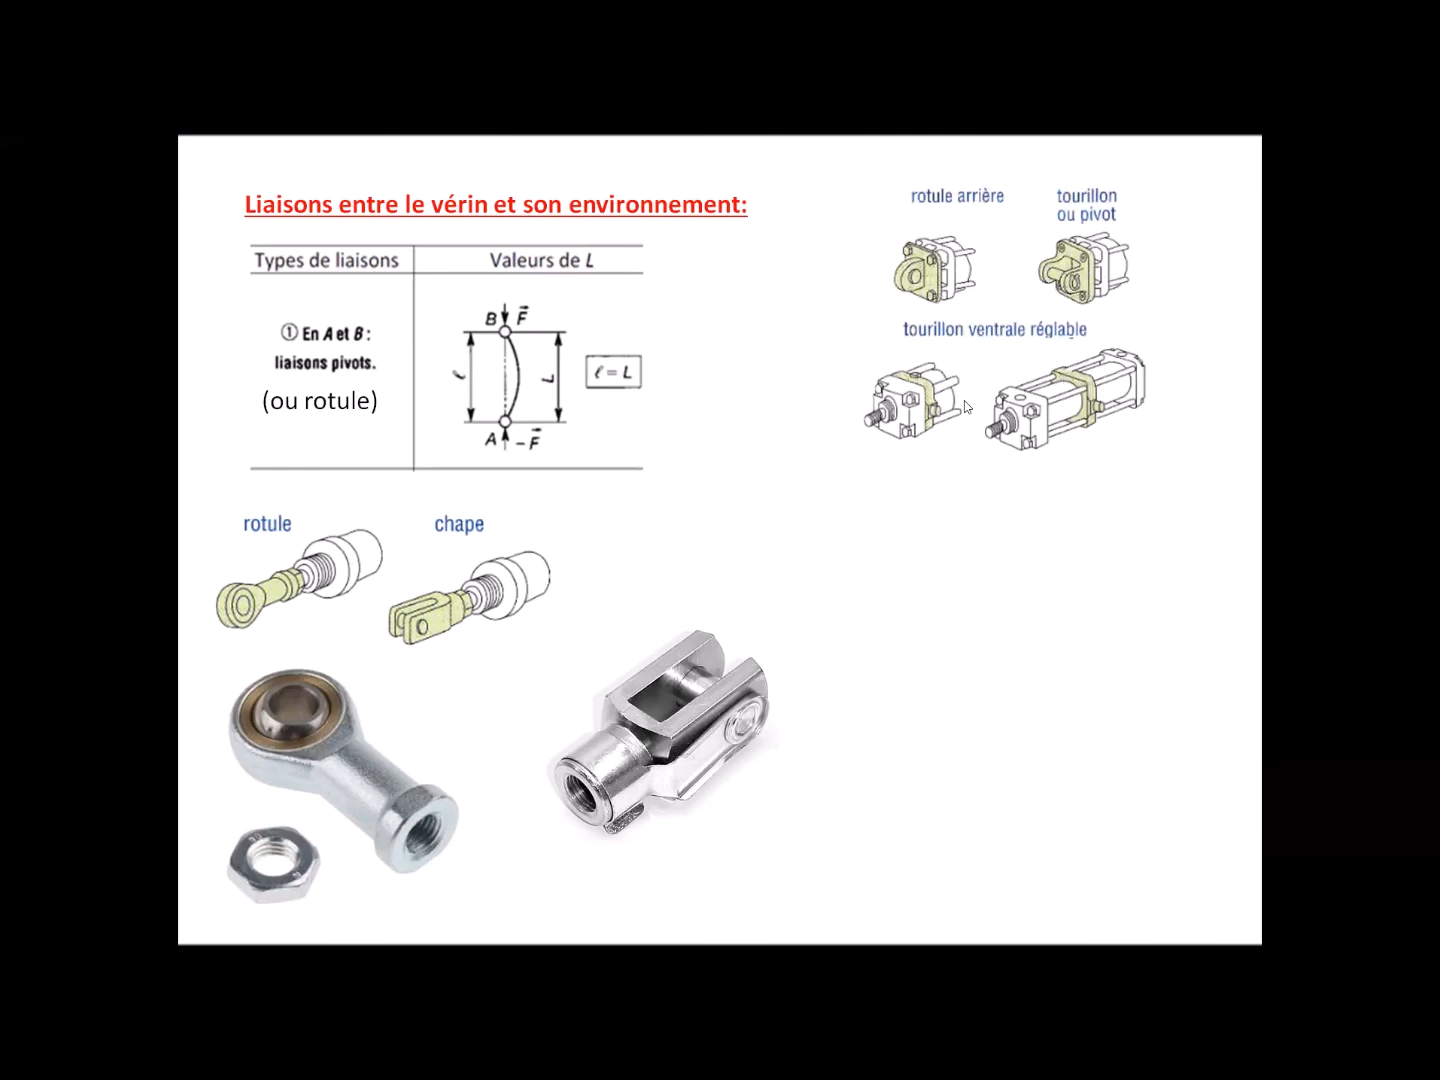 Liaisons entre le vérin et son environnement:
Types de liaisons
Valeurs de L
① En A et B :
liaisons pivots.
(ou rotule)
B
F
ℓ
L
ℓ = L
A
-F
rotule arrière
tourillon
ou pivot
tourillon ventrale réglable
rotule
chape